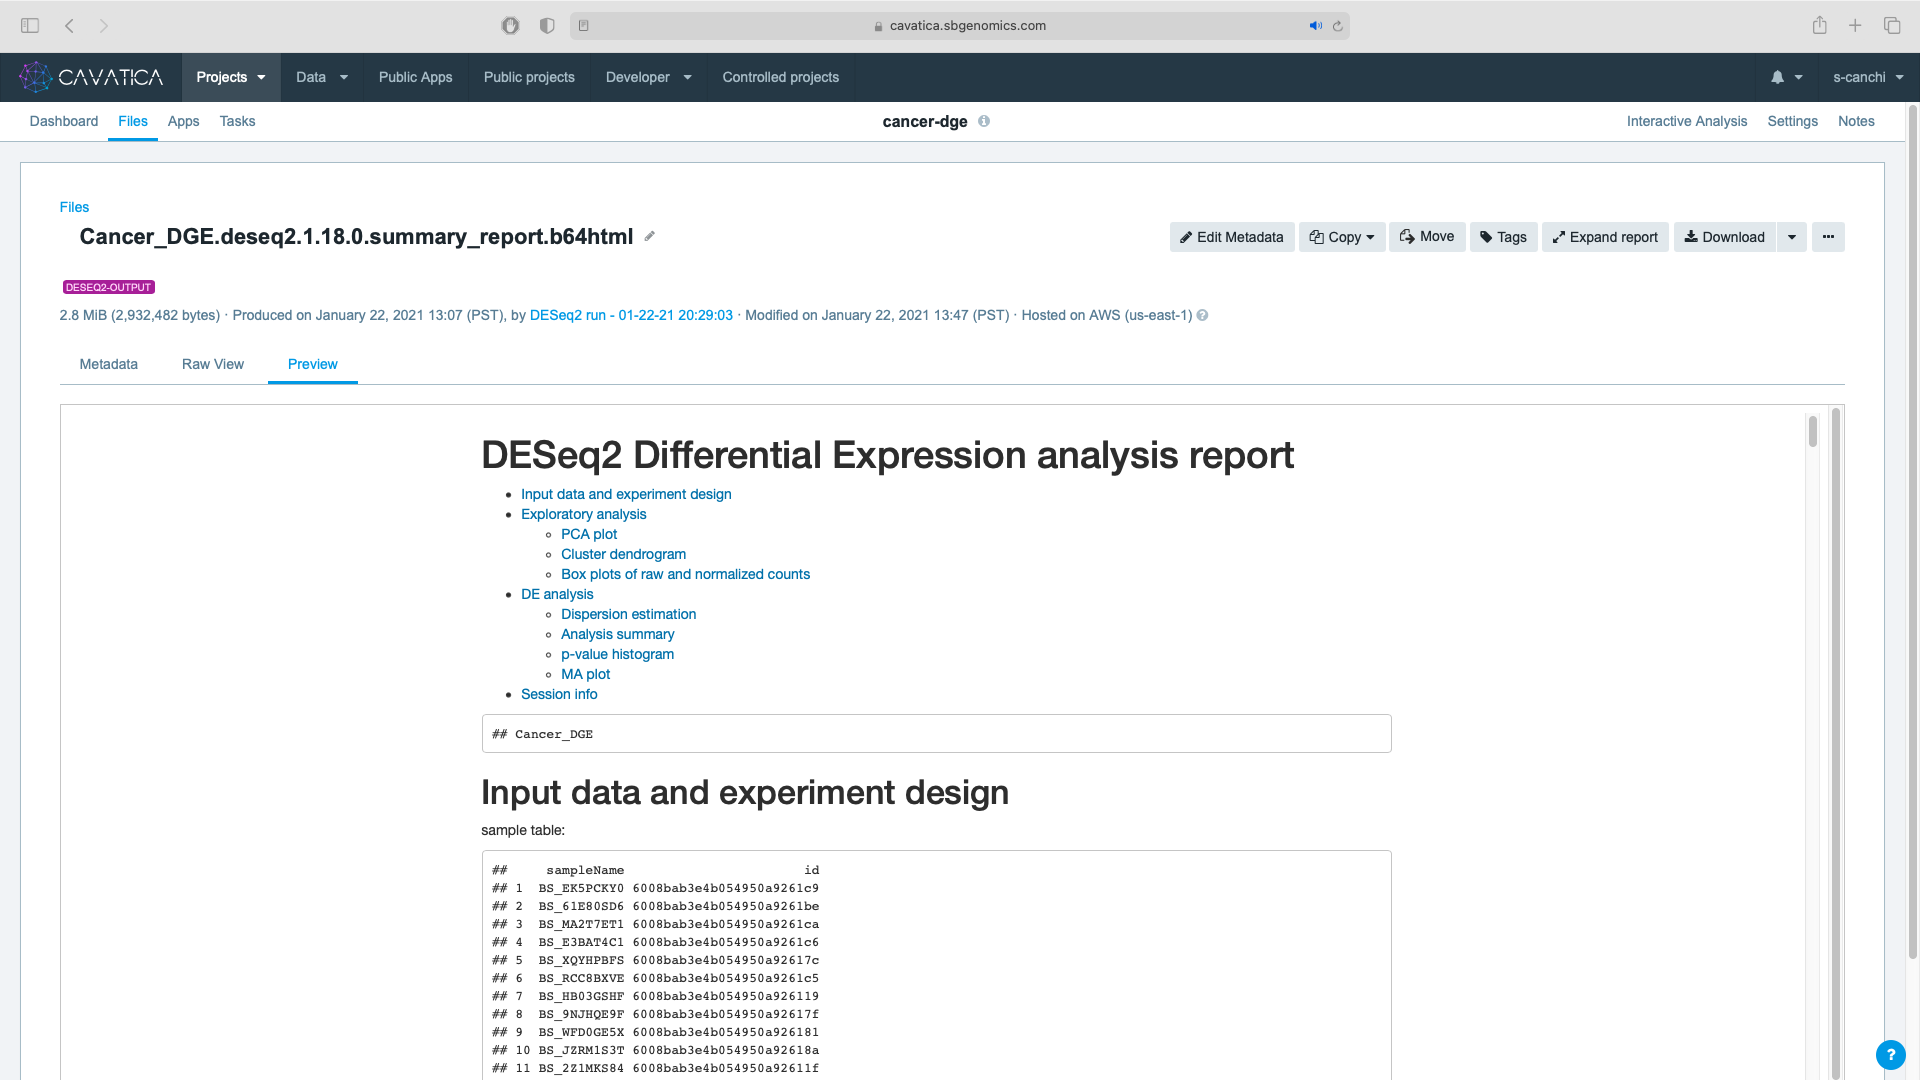 cavatica.sbgenomics.com
CAVATICA Projects Data Public Apps Public projects Developer Controlled projects s-canchi
Dashboard Files Apps Tasks cancer-dge Interactive Analysis Settings Notes
Files
Cancer_DGE.deseq2.1.18.0.summary_report.b64html Edit Metadata Copy Move Tags Expand report Download
DESEQ2-OUTPUT
2.8 MiB (2,932,482 bytes) · Produced on January 22, 2021 13:07 (PST), by DESeq2 run - 01-22-21 20:29:03 · Modified on January 22, 2021 13:47 (PST) · Hosted on AWS (us-east-1) ?
Metadata Raw View Preview
DESeq2 Differential Expression analysis report
• Input data and experiment design
• Exploratory analysis
◦ PCA plot
◦ Cluster dendrogram
◦ Box plots of raw and normalized counts
• DE analysis
◦ Dispersion estimation
◦ Analysis summary
◦ p-value histogram
◦ MA plot
• Session info
## Cancer_DGE
Input data and experiment design
sample table:
## sampleName id
## 1 BS_EK5PCKY0 6008bab3e4b054950a9261c9
## 2 BS_61E80SD6 6008bab3e4b054950a9261be
## 3 BS_MA2T7ET1 6008bab3e4b054950a9261ca
## 4 BS_E3BAT4C1 6008bab3e4b054950a9261c6
## 5 BS_XQYHPBFS 6008bab3e4b054950a92617c
## 6 BS_RCC8BXVE 6008bab3e4b054950a9261c5
## 7 BS_HB03GSHF 6008bab3e4b054950a926119
## 8 BS_9NJHQE9F 6008bab3e4b054950a92617f
## 9 BS_WFD0GE5X 6008bab3e4b054950a926181
## 10 BS_JZRM1S3T 6008bab3e4b054950a92618a
## 11 BS_2Z1MKS84 6008bab3e4b054950a92611f
?